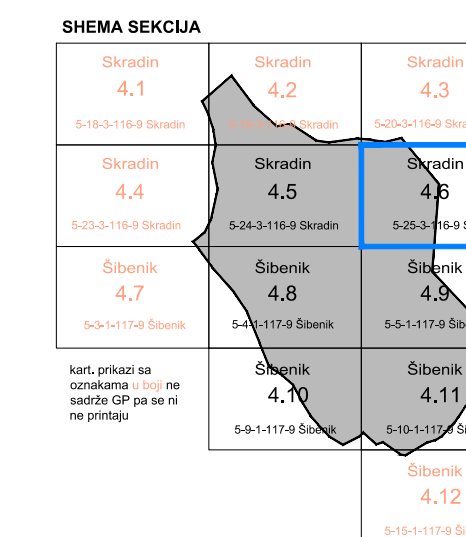 SHEMA SEKCIJA
Skradin Skradin Skradin
4.1 4.2 4.3
5-18-3-116-9 Skradin Skradin 5-20-3-116-9
Skradin Skradin Skradin
4.4 4.5 4.6
5-23-3-116-9 Skradin 5-24-3-116-9 Skradin 5-25-3-116-9
Šibenik Šibenik Šibenik
4.7 4.8 4.9
5-3-1-117-9 Šibenik 5-4-1-117-9 Šibenik 5-5-1-117-9
kart. prikazi sa
oznakama u boji ne
sadrže GP pa se ni
ne printaju
Šibenik Šibenik
4.10 4.11
5-9-1-117-9 Šibenik 5-10-1-117-9
Šibenik
4.12
5-15-1-117-9